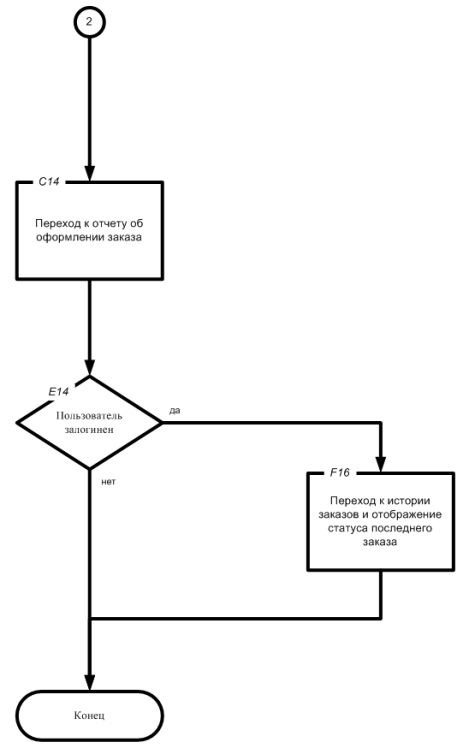 2
C14
Переход к отчету об
оформлении заказа
E14
Пользователь
залогинен
да
нет
F16
Переход к истории
заказов и отображение
статуса последнего
заказа
Конец